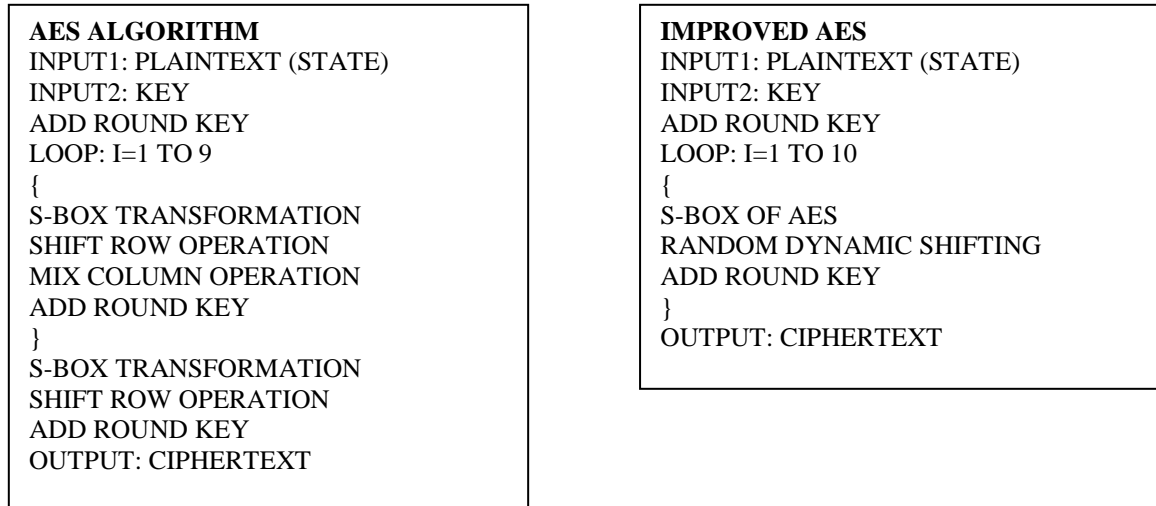 AES ALGORITHM
INPUT1: PLAINTEXT (STATE)
INPUT2: KEY
ADD ROUND KEY
LOOP: I=1 TO 9
{
S-BOX TRANSFORMATION
SHIFT ROW OPERATION
MIX COLUMN OPERATION
ADD ROUND KEY
}
S-BOX TRANSFORMATION
SHIFT ROW OPERATION
ADD ROUND KEY
OUTPUT: CIPHERTEXT
IMPROVED AES
INPUT1: PLAINTEXT (STATE)
INPUT2: KEY
ADD ROUND KEY
LOOP: I=1 TO 10
{
S-BOX OF AES
RANDOM DYNAMIC SHIFTING
ADD ROUND KEY
}
OUTPUT: CIPHERTEXT